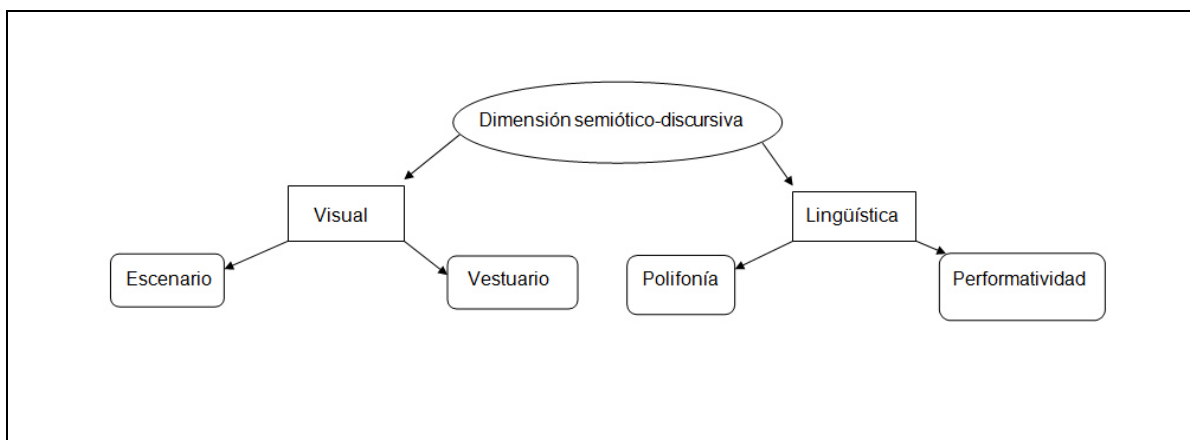 Dimensión semiótico-discursiva
Visual
Lingüística
Escenario
Vestuario
Polifonía
Performatividad